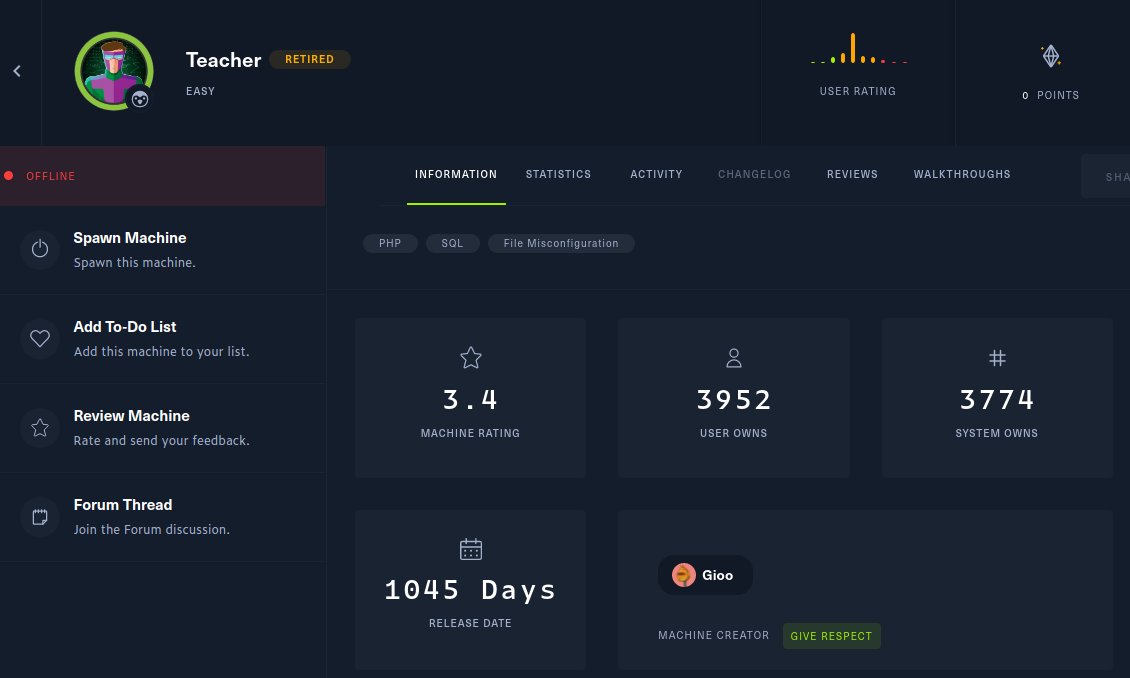 Teacher RETIRED
EASY
USER RATING
0 POINTS
OFFLINE
INFORMATION STATISTICS ACTIVITY CHANGELOG REVIEWS WALKTHROUGHS SHA
PHP SQL File Misconfiguration
Spawn Machine
Spawn this machine.
Add To-Do List
Add this machine to your list.
Review Machine
Rate and send your feedback.
Forum Thread
Join the Forum discussion.
3.4
MACHINE RATING
3952
USER OWNS
3774
SYSTEM OWNS
1045 Days
RELEASE DATE
Gioo
MACHINE CREATOR GIVE RESPECT